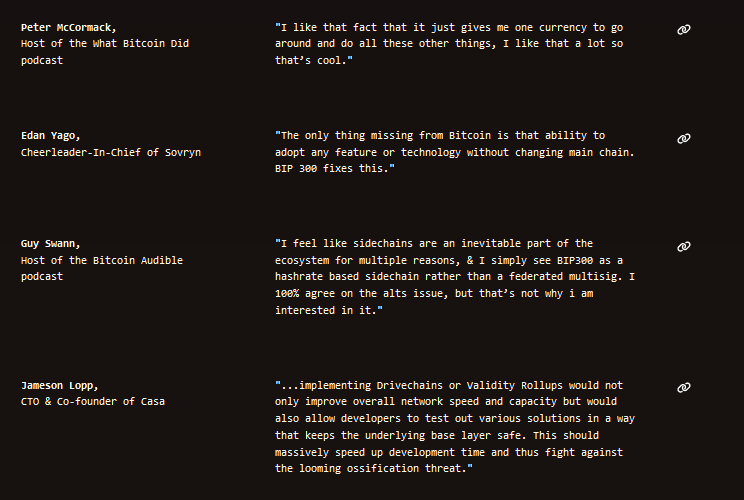 Peter McCormack,
Host of the What Bitcoin Did
podcast
"I like that fact that it just gives me one currency to go
around and do all these other things, I like that a lot so
that’s cool."
Edan Yago,
Cheerleader-In-Chief of Sovryn
"The only thing missing from Bitcoin is that ability to
adopt any feature or technology without changing main chain.
BIP 300 fixes this."
Guy Swann,
Host of the Bitcoin Audible
podcast
"I feel like sidechains are an inevitable part of the
ecosystem for multiple reasons, & I simply see BIP300 as a
hashrate based sidechain rather than a federated multisig. I
100% agree on the alts issue, but that’s not why i am
interested in it."
Jameson Lopp,
CTO & Co-founder of Casa
"...implementing Drivechains or Validity Rollups would not
only improve overall network speed and capacity but would
also allow developers to test out various solutions in a way
that keeps the underlying base layer safe. This should
massively speed up development time and thus fight against
the looming ossification threat."